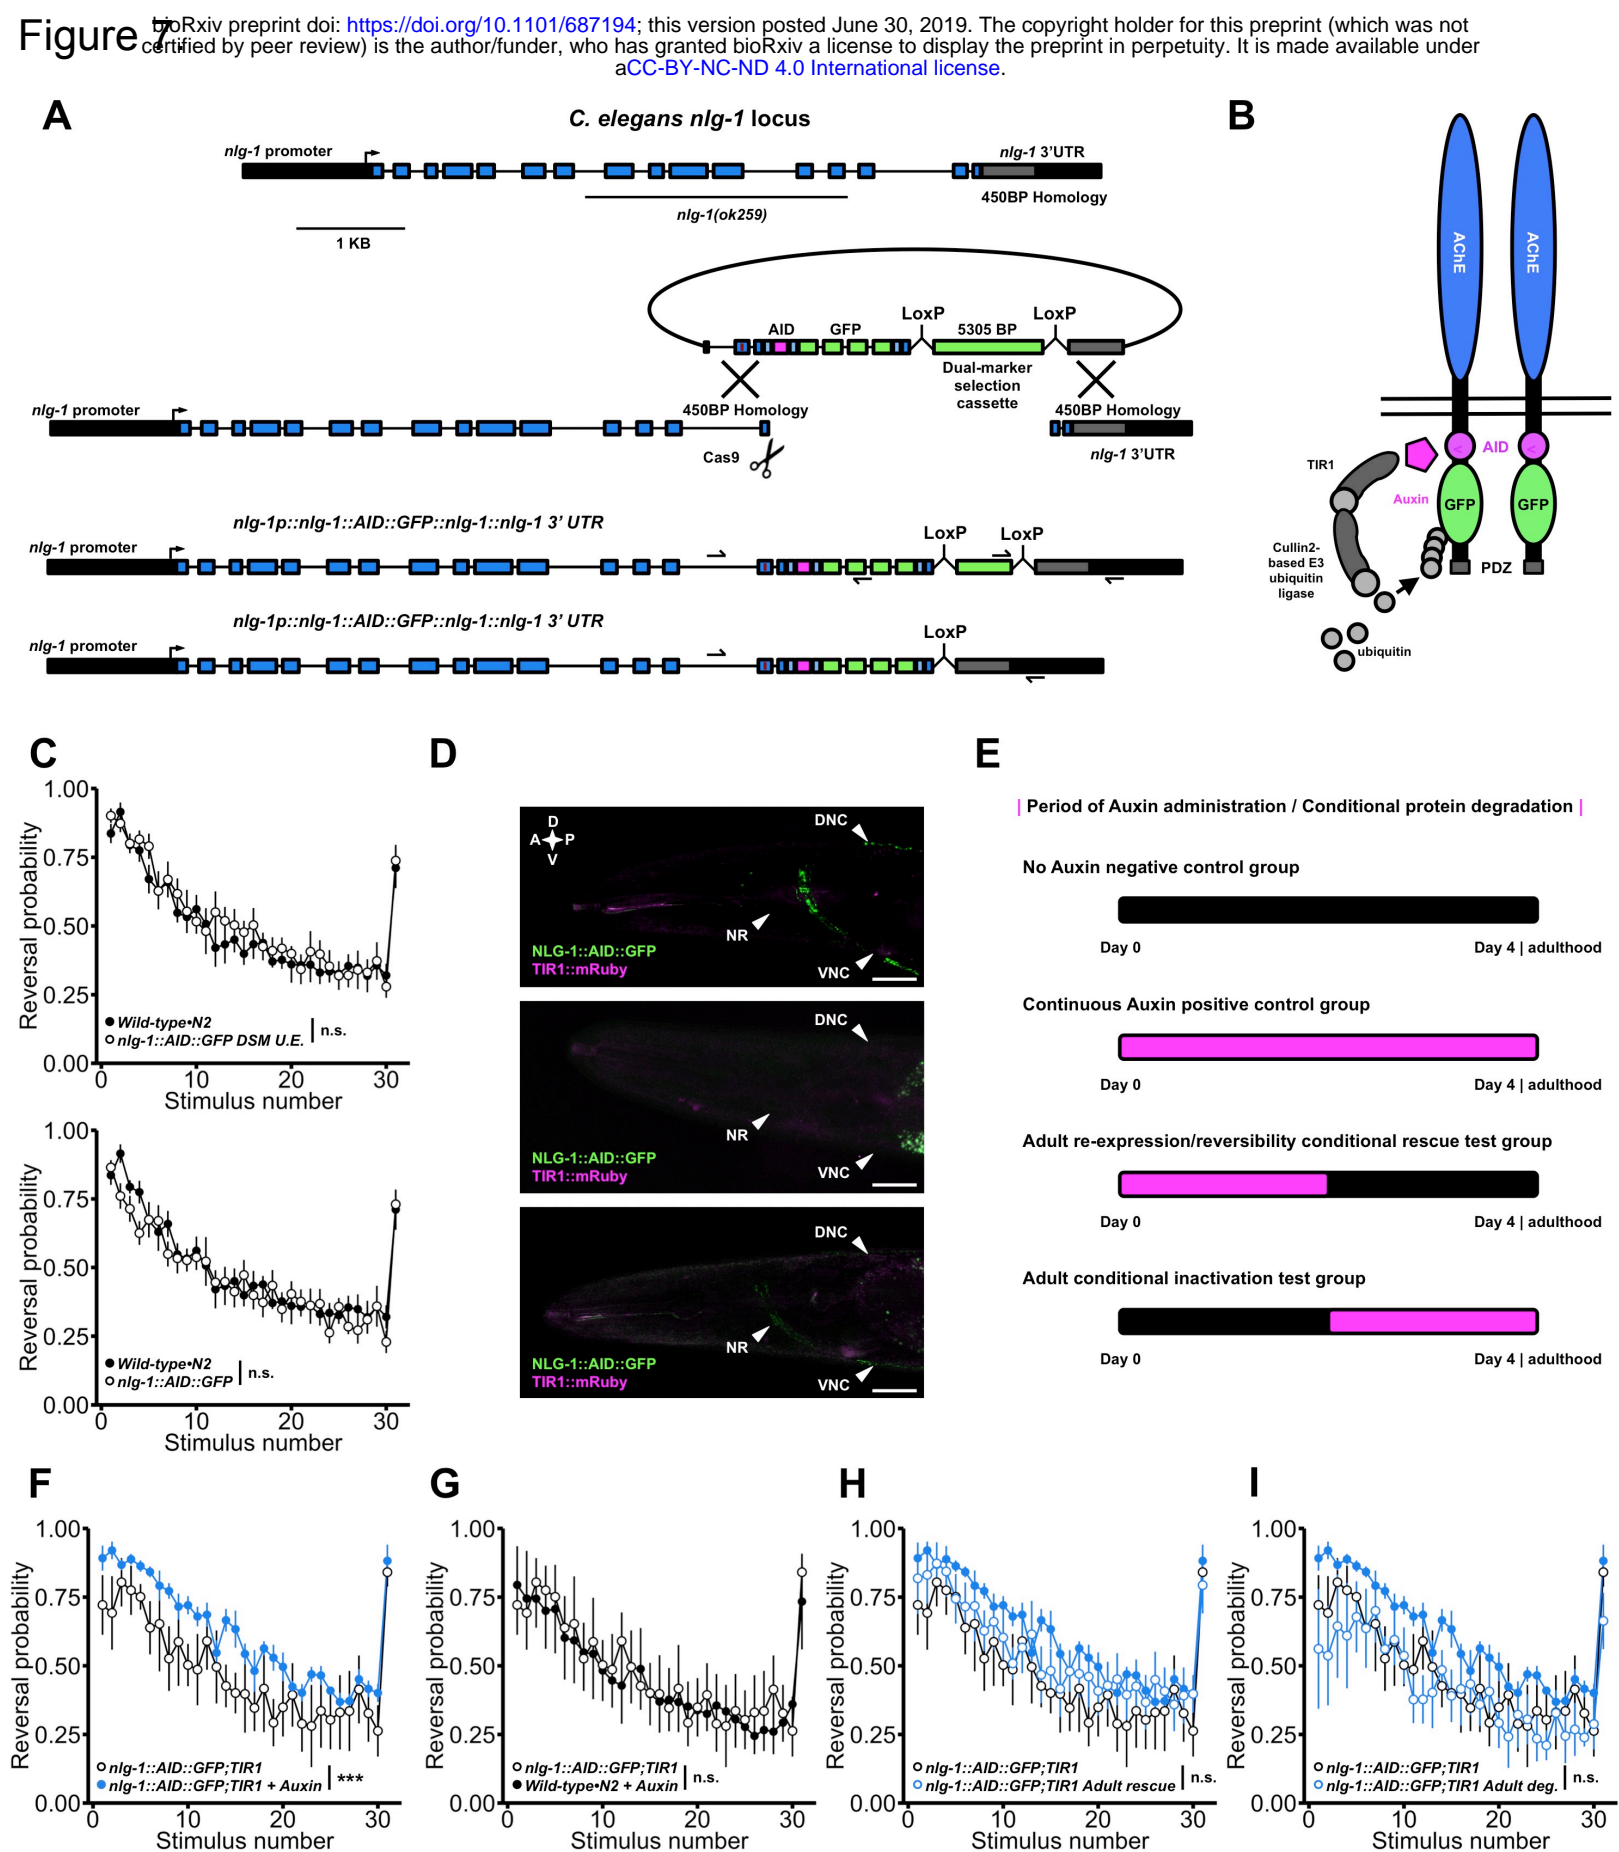 Figure 7.
bioRxiv preprint doi: https://doi.org/10.1101/687194; this version posted June 30, 2019. The copyright holder for this preprint (which was not
certified by peer review) is the author/funder, who has granted bioRxiv a license to display the preprint in perpetuity. It is made available under
aCC-BY-NC-ND 4.0 International license.
A
C. elegans nlg-1 locus
nlg-1 promoter
nlg-1 3’UTR
450BP Homology
nlg-1(ok259)
1 KB
LoxP
LoxP
AID
GFP
5305 BP
Dual-marker
selection
cassette
nlg-1 promoter
450BP Homology
450BP Homology
Cas9
nlg-1 3’UTR
nlg-1p::nlg-1::AID::GFP::nlg-1::nlg-1 3’ UTR
nlg-1 promoter
LoxP
LoxP
nlg-1p::nlg-1::AID::GFP::nlg-1::nlg-1 3’ UTR
nlg-1 promoter
LoxP
B
AChE
AChE
TIR1
AID
<
<
Auxin
GFP
GFP
Cullin2-
based E3
ubiquitin
ligase
PDZ
ubiquitin
C
Reversal probability
1.00
0.75
0.50
0.25
0.00
Wild-type•N2
nlg-1::AID::GFP DSM U.E.
n.s.
0
10
20
30
Stimulus number
Reversal probability
1.00
0.75
0.50
0.25
0.00
Wild-type•N2
nlg-1::AID::GFP
n.s.
0
10
20
30
Stimulus number
D
D
A
P
V
DNC
NR
VNC
NLG-1::AID::GFP
TIR1::mRuby
DNC
NR
VNC
NLG-1::AID::GFP
TIR1::mRuby
DNC
NR
VNC
NLG-1::AID::GFP
TIR1::mRuby
E
| Period of Auxin administration / Conditional protein degradation |
No Auxin negative control group
Day 0
Day 4 | adulthood
Continuous Auxin positive control group
Day 0
Day 4 | adulthood
Adult re-expression/reversibility conditional rescue test group
Day 0
Day 4 | adulthood
Adult conditional inactivation test group
Day 0
Day 4 | adulthood
F
Reversal probability
1.00
0.75
0.50
0.25
0.00
nlg-1::AID::GFP;TIR1
nlg-1::AID::GFP;TIR1 + Auxin
***
0
10
20
30
Stimulus number
G
Reversal probability
1.00
0.75
0.50
0.25
0.00
nlg-1::AID::GFP;TIR1
Wild-type•N2 + Auxin
n.s.
0
10
20
30
Stimulus number
H
Reversal probability
1.00
0.75
0.50
0.25
0.00
nlg-1::AID::GFP;TIR1
nlg-1::AID::GFP;TIR1 Adult rescue
n.s.
0
10
20
30
Stimulus number
I
Reversal probability
1.00
0.75
0.50
0.25
0.00
nlg-1::AID::GFP;TIR1
nlg-1::AID::GFP;TIR1 Adult deg.
n.s.
0
10
20
30
Stimulus number